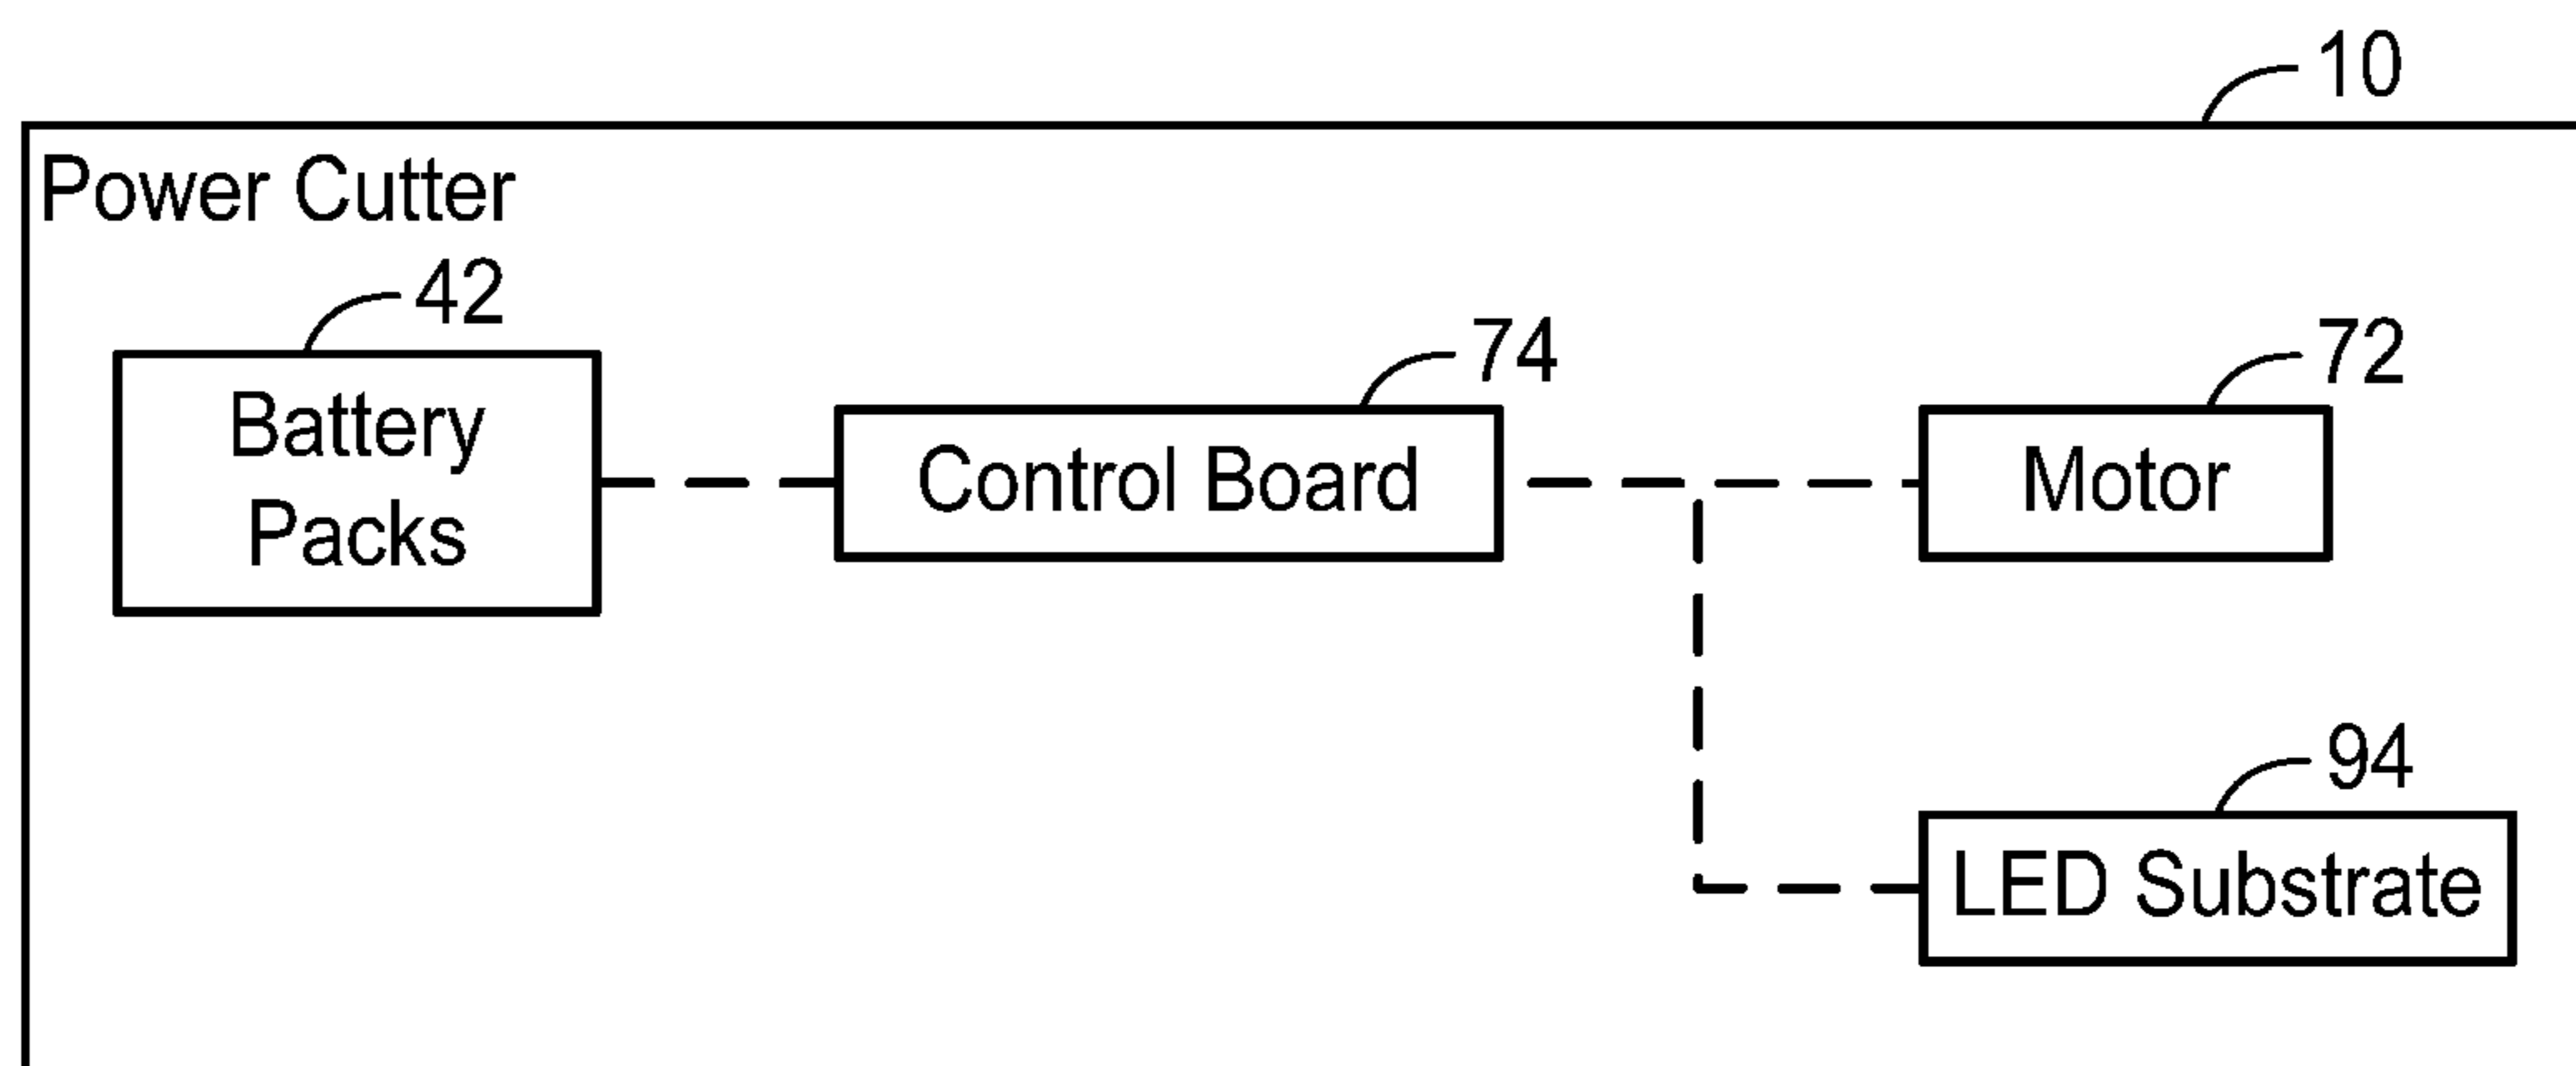 10
Power Cutter
42
Battery
Packs
74
Control Board
72
Motor
94
LED Substrate